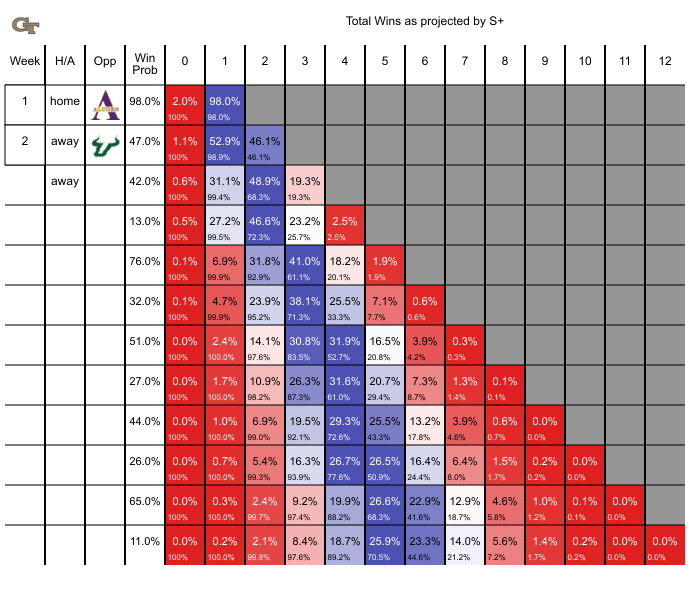 GT
Total Wins as projected by S+
Week H/A Opp Win Prob 0 1 2 3 4 5 6 7 8 9 10 11 12
1 home ALCORN 98.0% 2.0% 98.0%
100% 98.0%
2 away 47.0% 1.1% 52.9% 46.1%
100% 98.9% 46.1%
away 42.0% 0.6% 31.1% 48.9% 19.3%
100% 99.4% 68.3% 19.3%
13.0% 0.5% 27.2% 46.6% 23.2% 2.5%
100% 99.5% 72.3% 25.7% 2.5%
76.0% 0.1% 6.9% 31.8% 41.0% 18.2% 1.9%
100% 99.9% 92.9% 61.1% 20.1% 1.9%
32.0% 0.1% 4.7% 23.9% 38.1% 25.5% 7.1% 0.6%
100% 99.9% 95.2% 71.3% 33.3% 7.7% 0.6%
51.0% 0.0% 2.4% 14.1% 30.8% 31.9% 16.5% 3.9% 0.3%
100% 100.0% 97.6% 83.5% 52.7% 20.8% 4.2% 0.3%
27.0% 0.0% 1.7% 10.9% 26.3% 31.6% 20.7% 7.3% 1.3% 0.1%
100% 100.0% 98.2% 87.3% 61.0% 29.4% 8.7% 1.4% 0.1%
44.0% 0.0% 1.0% 6.9% 19.5% 29.3% 25.5% 13.2% 3.9% 0.6% 0.0%
100% 100.0% 99.0% 92.1% 72.6% 43.3% 17.8% 4.6% 0.7% 0.0%
26.0% 0.0% 0.7% 5.4% 16.3% 26.7% 26.5% 16.4% 6.4% 1.5% 0.2% 0.0%
100% 100.0% 99.3% 93.9% 77.6% 50.9% 24.4% 8.0% 1.7% 0.2% 0.0%
65.0% 0.0% 0.3% 2.4% 9.2% 19.9% 26.6% 22.9% 12.9% 4.6% 1.0% 0.1% 0.0%
100% 100.0% 99.7% 97.4% 88.2% 68.3% 41.6% 18.7% 5.8% 1.2% 0.1% 0.0%
11.0% 0.0% 0.2% 2.1% 8.4% 18.7% 25.9% 23.3% 14.0% 5.6% 1.4% 0.2% 0.0% 0.0%
100% 100.0% 99.8% 97.6% 89.2% 70.5% 44.6% 21.2% 7.2% 1.7% 0.2% 0.0% 0.0%